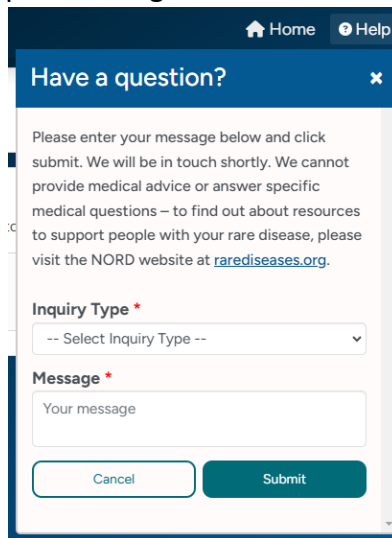 Home Help
Have a question?
Please enter your message below and click
submit. We will be in touch shortly. We cannot
provide medical advice or answer specific
medical questions – to find out about resources
to support people with your rare disease, please
visit the NORD website at rarediseases.org.
Inquiry Type *
-- Select Inquiry Type --
Message *
Your message
Cancel Submit